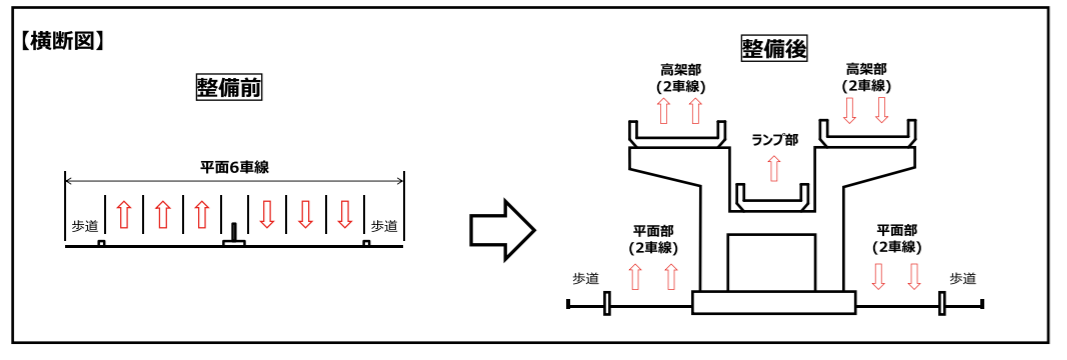 【横断図】
整備前
平面6車線
歩道
歩道
整備後
高架部
(2車線)
高架部
(2車線)
ランプ部
平面部
(2車線)
平面部
(2車線)
歩道
歩道